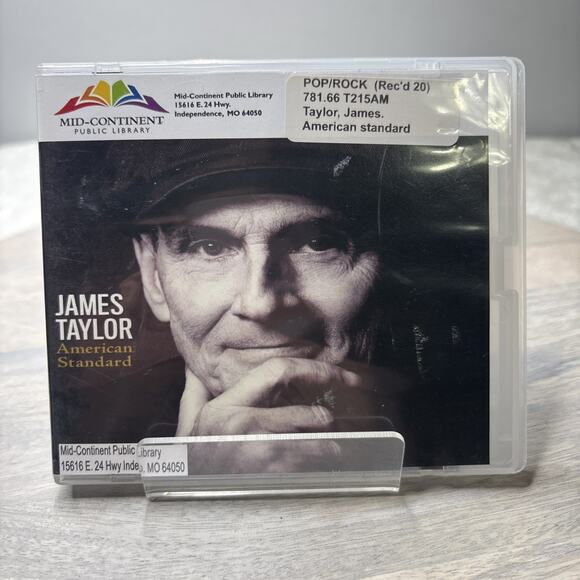 MID-CONTINENT
PUBLIC LIBRARY
Mid-Continent Public Library
15616 E. 24 Hwy.
Independence, MO 64050
POP/ROCK (Rec'd 20)
781.66 T215AM
Taylor, James.
American standard
JAMES
TAYLOR
American
Standard
Mid-Continent Public Library
15616 E. 24 Hwy Inde , MO 64050